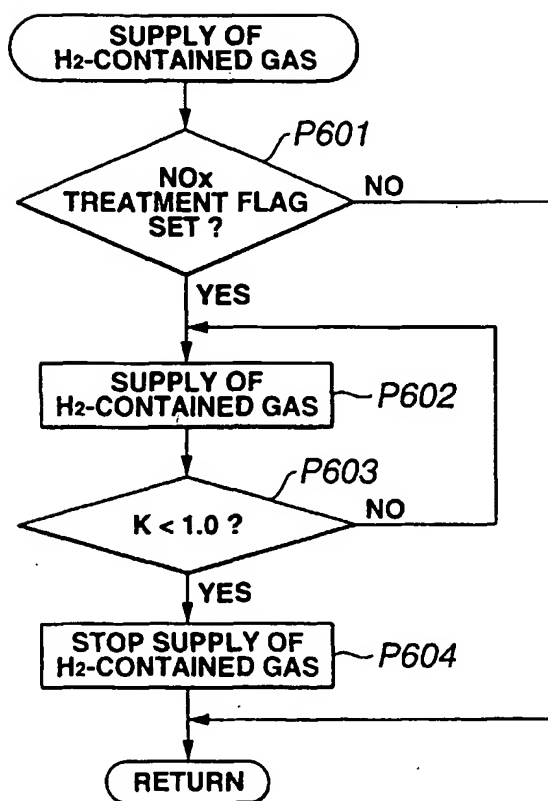 SUPPLY OF
H2-CONTAINED GAS
P601
NOx
TREATMENT FLAG
SET ?
NO
YES
SUPPLY OF
H2-CONTAINED GAS
P602
P603
K < 1.0 ?
NO
YES
STOP SUPPLY OF
H2-CONTAINED GAS
P604
RETURN